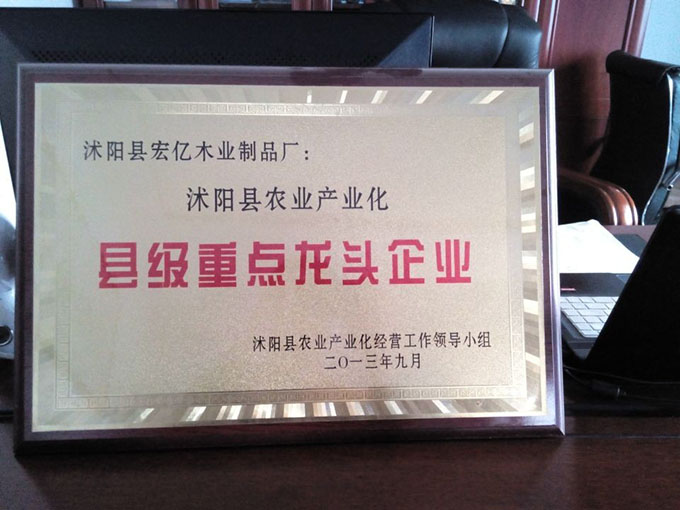 沭阳县宏亿木业制品厂：
沭阳县农业产业化
县级重点龙头企业
沭阳县农业产业化经营工作领导小组
二〇一三年九月